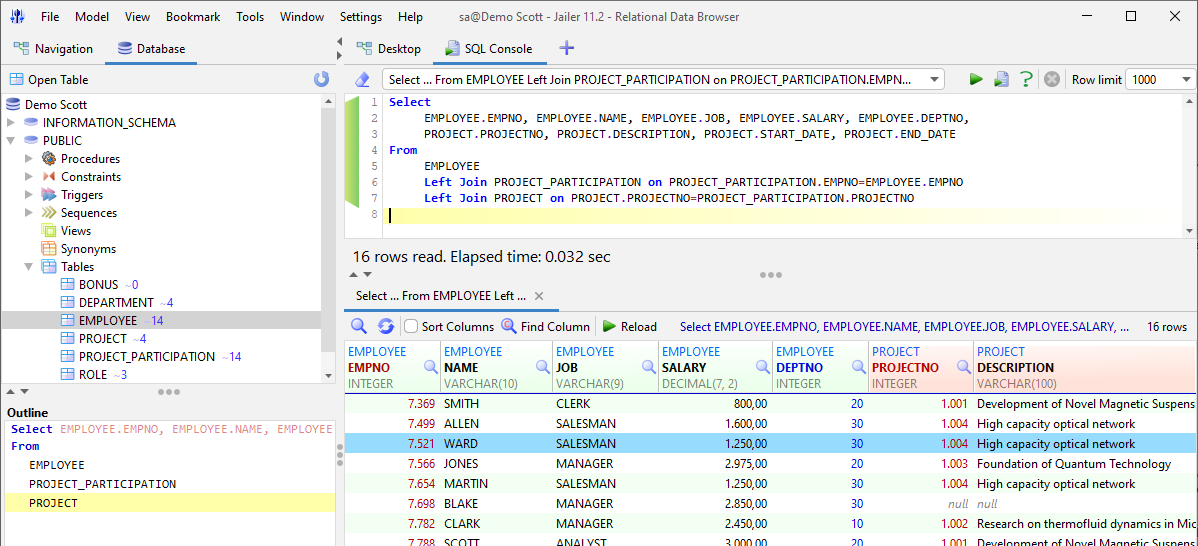 File Model View Bookmark Tools Window Settings Help sa@Demo Scott - Jailer 11.2 - Relational Data Browser
Navigation Database
Open Table
Demo Scott
INFORMATION_SCHEMA
PUBLIC
Procedures
Constraints
Triggers
Sequences
Views
Synonyms
Tables
BONUS ~0
DEPARTMENT ~4
EMPLOYEE ~14
PROJECT ~4
PROJECT_PARTICIPATION ~14
ROLE ~3
Outline
Select EMPLOYEE.EMPNO, EMPLOYEE.NAME, EMPLOYEE
From
EMPLOYEE
PROJECT_PARTICIPATION
PROJECT
Desktop SQL Console
Select ... From EMPLOYEE Left Join PROJECT_PARTICIPATION on PROJECT_PARTICIPATION.EMPN... ? Row limit 1000
1 Select
2 EMPLOYEE.EMPNO, EMPLOYEE.NAME, EMPLOYEE.JOB, EMPLOYEE.SALARY, EMPLOYEE.DEPTNO,
3 PROJECT.PROJECTNO, PROJECT.DESCRIPTION, PROJECT.START_DATE, PROJECT.END_DATE
4 From
5 EMPLOYEE
6 Left Join PROJECT_PARTICIPATION on PROJECT_PARTICIPATION.EMPNO=EMPLOYEE.EMPNO
7 Left Join PROJECT on PROJECT.PROJECTNO=PROJECT_PARTICIPATION.PROJECTNO
8
16 rows read. Elapsed time: 0.032 sec
Select ... From EMPLOYEE Left ...
Sort Columns Find Column Reload Select EMPLOYEE.EMPNO, EMPLOYEE.NAME, EMPLOYEE.JOB, EMPLOYEE.SALARY, ... 16 rows
EMPLOYEE EMPLOYEE EMPLOYEE EMPLOYEE EMPLOYEE PROJECT PROJECT
EMPNO NAME JOB SALARY DEPTNO PROJECTNO DESCRIPTION
INTEGER VARCHAR(10) VARCHAR(9) DECIMAL(7, 2) INTEGER INTEGER VARCHAR(100)
7.369 SMITH CLERK 800,00 20 1.001 Development of Novel Magnetic Suspens
7.499 ALLEN SALESMAN 1.600,00 30 1.004 High capacity optical network
7.521 WARD SALESMAN 1.250,00 30 1.004 High capacity optical network
7.566 JONES MANAGER 2.975,00 20 1.003 Foundation of Quantum Technology
7.654 MARTIN SALESMAN 1.250,00 30 1.004 High capacity optical network
7.698 BLAKE MANAGER 2.850,00 30 null null
7.782 CLARK MANAGER 2.450,00 10 1.002 Research on thermofluid dynamics in Mic
7.788 SCOTT ANALYST 3.000,00 20 1.001 Development of Novel Magnetic Suspens